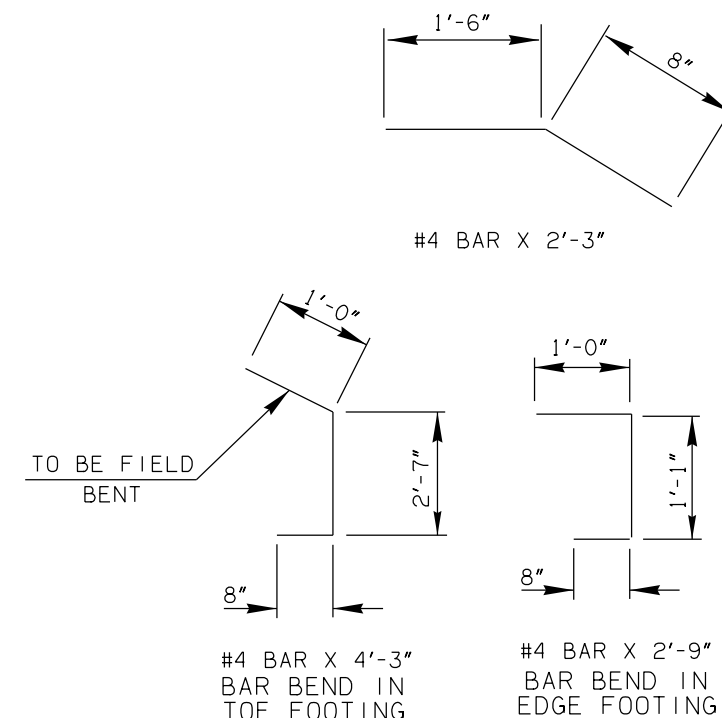 1'-6"
8"
#4 BAR X 2'-3"
1'-0"
TO BE FIELD
BENT
2'-7"
8"
#4 BAR X 4'-3"
BAR BEND IN
TOE FOOTING
1'-0"
1'-1"
8"
#4 BAR X 2'-9"
BAR BEND IN
EDGE FOOTING